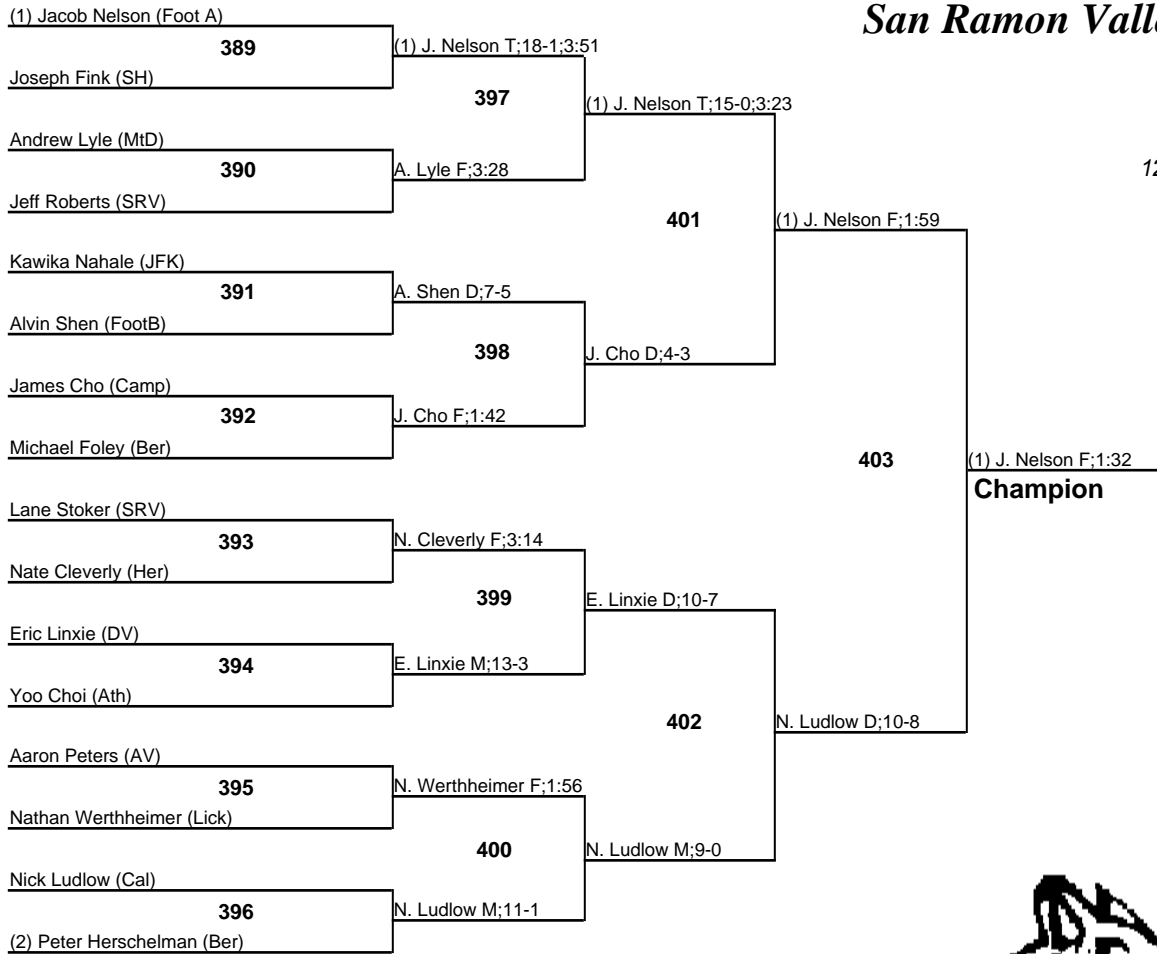 (1) Jacob Nelson (Foot A)
San Ramon Valle
389
(1) J. Nelson T;18-1;3:51
Joseph Fink (SH)
397
(1) J. Nelson T;15-0;3:23
Andrew Lyle (MtD)
390
A. Lyle F;3:28
12
Jeff Roberts (SRV)
401
(1) J. Nelson F;1:59
Kawika Nahale (JFK)
391
A. Shen D;7-5
Alvin Shen (FootB)
398
J. Cho D;4-3
James Cho (Camp)
392
J. Cho F;1:42
Michael Foley (Ber)
403
(1) J. Nelson F;1:32
Champion
Lane Stoker (SRV)
393
N. Cleverly F;3:14
Nate Cleverly (Her)
399
E. Linxie D;10-7
Eric Linxie (DV)
394
E. Linxie M;13-3
Yoo Choi (Ath)
402
N. Ludlow D;10-8
Aaron Peters (AV)
395
N. Werthheimer F;1:56
Nathan Werthheimer (Lick)
400
N. Ludlow M;9-0
Nick Ludlow (Cal)
396
N. Ludlow M;11-1
(2) Peter Herschelman (Ber)